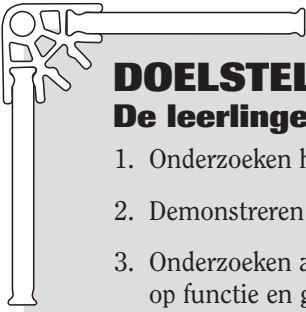 DOELSTEL
De leerlinge
1. Onderzoeken h
2. Demonstreren
3. Onderzoeken a
op functie en g